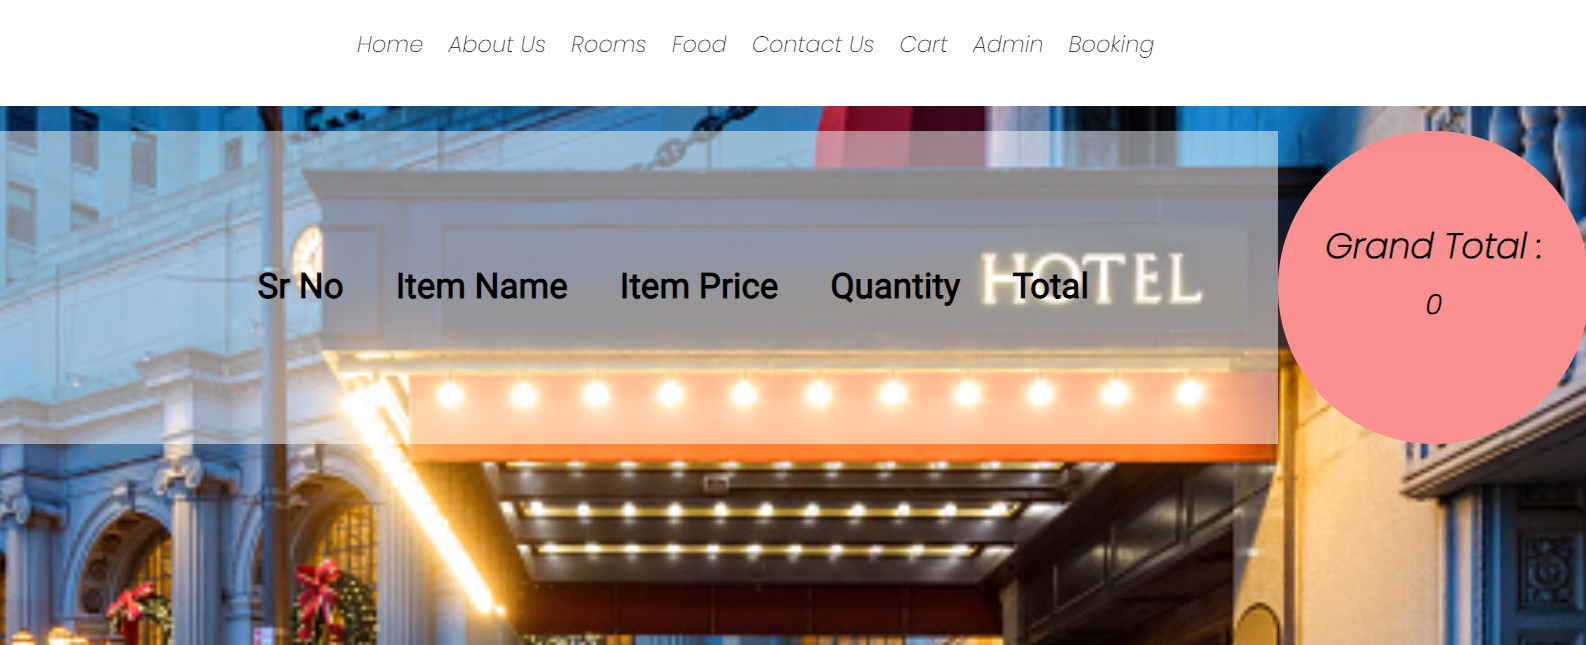 Home About Us Rooms Food Contact Us Cart Admin Booking
Sr No Item Name Item Price Quantity Total
HOTEL
Grand Total :
0